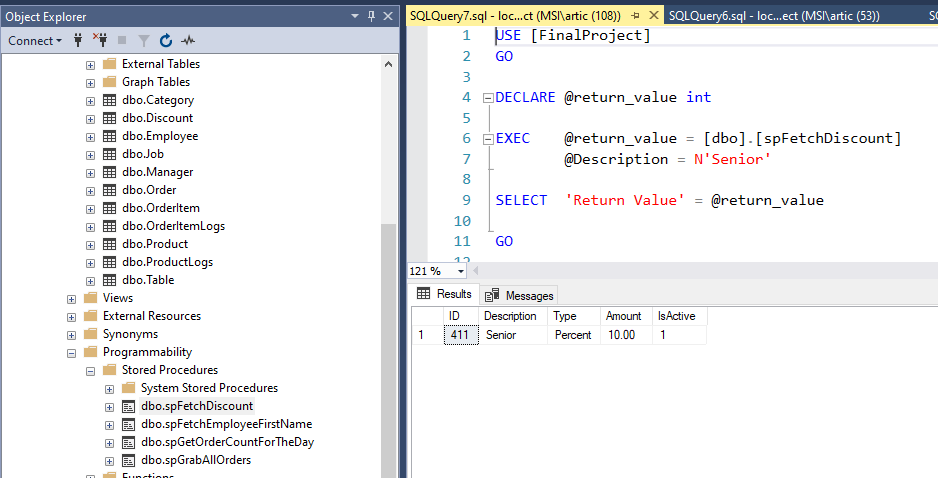 Object Explorer
Connect
External Tables
Graph Tables
dbo.Category
dbo.Discount
dbo.Employee
dbo.Job
dbo.Manager
dbo.Order
dbo.OrderItem
dbo.OrderItemLogs
dbo.Product
dbo.ProductLogs
dbo.Table
Views
External Resources
Synonyms
Programmability
Stored Procedures
System Stored Procedures
dbo.spFetchDiscount
dbo.spFetchEmployeeFirstName
dbo.spGetOrderCountForTheDay
dbo.spGrabAllOrders
Functions
SQLQuery7.sql - loc...ct (MSI\artic (108)) SQLQuery6.sql - loc...ect (MSI\artic (53)) SC
1 USE [FinalProject]
2 GO
3
4 DECLARE @return_value int
5
6 EXEC @return_value = [dbo].[spFetchDiscount]
7 @Description = N'Senior'
8
9 SELECT 'Return Value' = @return_value
10
11 GO
12
121 %
Results Messages
ID Description Type Amount IsActive
1 411 Senior Percent 10.00 1